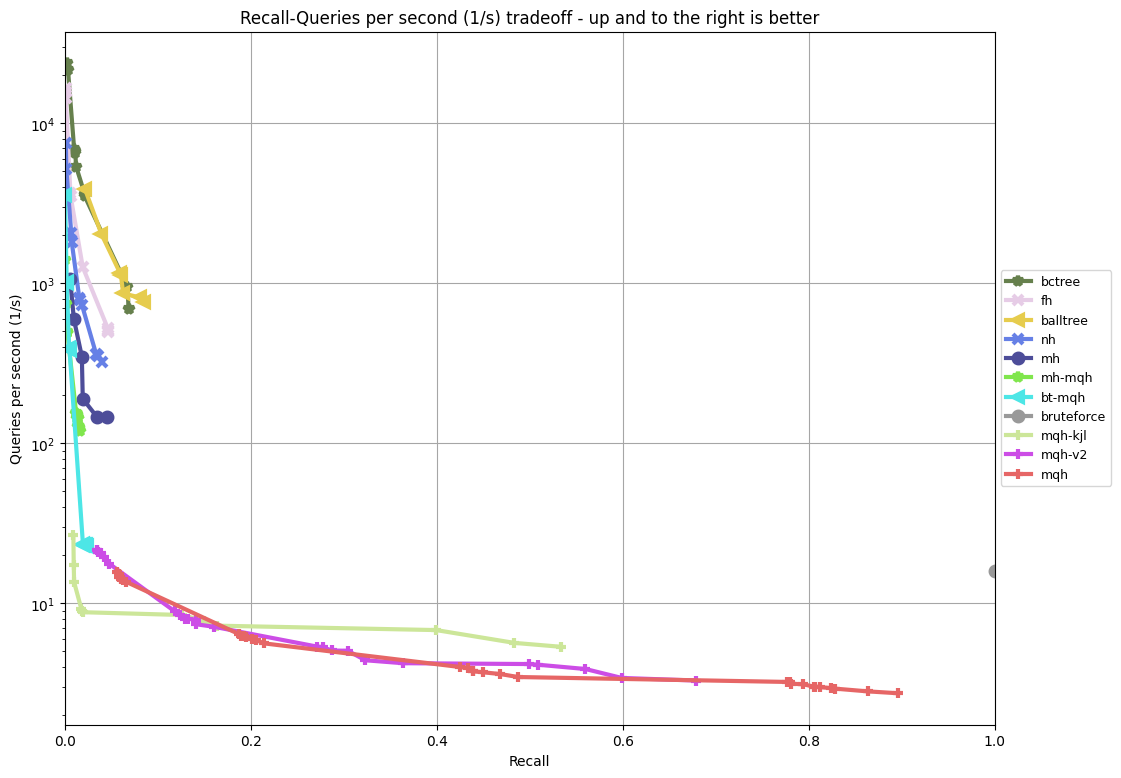 Recall-Queries per second (1/s) tradeoff - up and to the right is better
Queries per second (1/s)
10^4
10^3
10^2
10^1
0.0 0.2 0.4 0.6 0.8 1.0
Recall
bctree
fh
balltree
nh
mh
mh-mqh
bt-mqh
bruteforce
mqh-kjl
mqh-v2
mqh